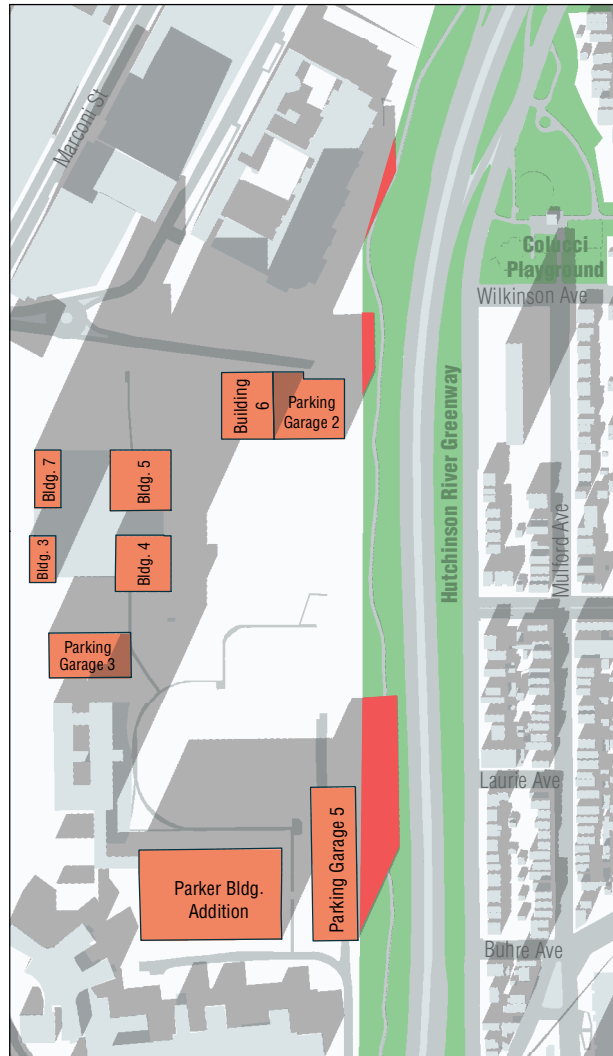 Marconi St
Colucci
Playground
Wilkinson Ave
Building
6
Parking
Garage 2
Bldg. 7
Bldg. 5
Bldg. 3
Bldg. 4
Hutchinson River Greenway
Mulford Ave
Parking
Garage 3
Laurie Ave
Parking Garage 5
Parker Bldg.
Addition
Buhre Ave